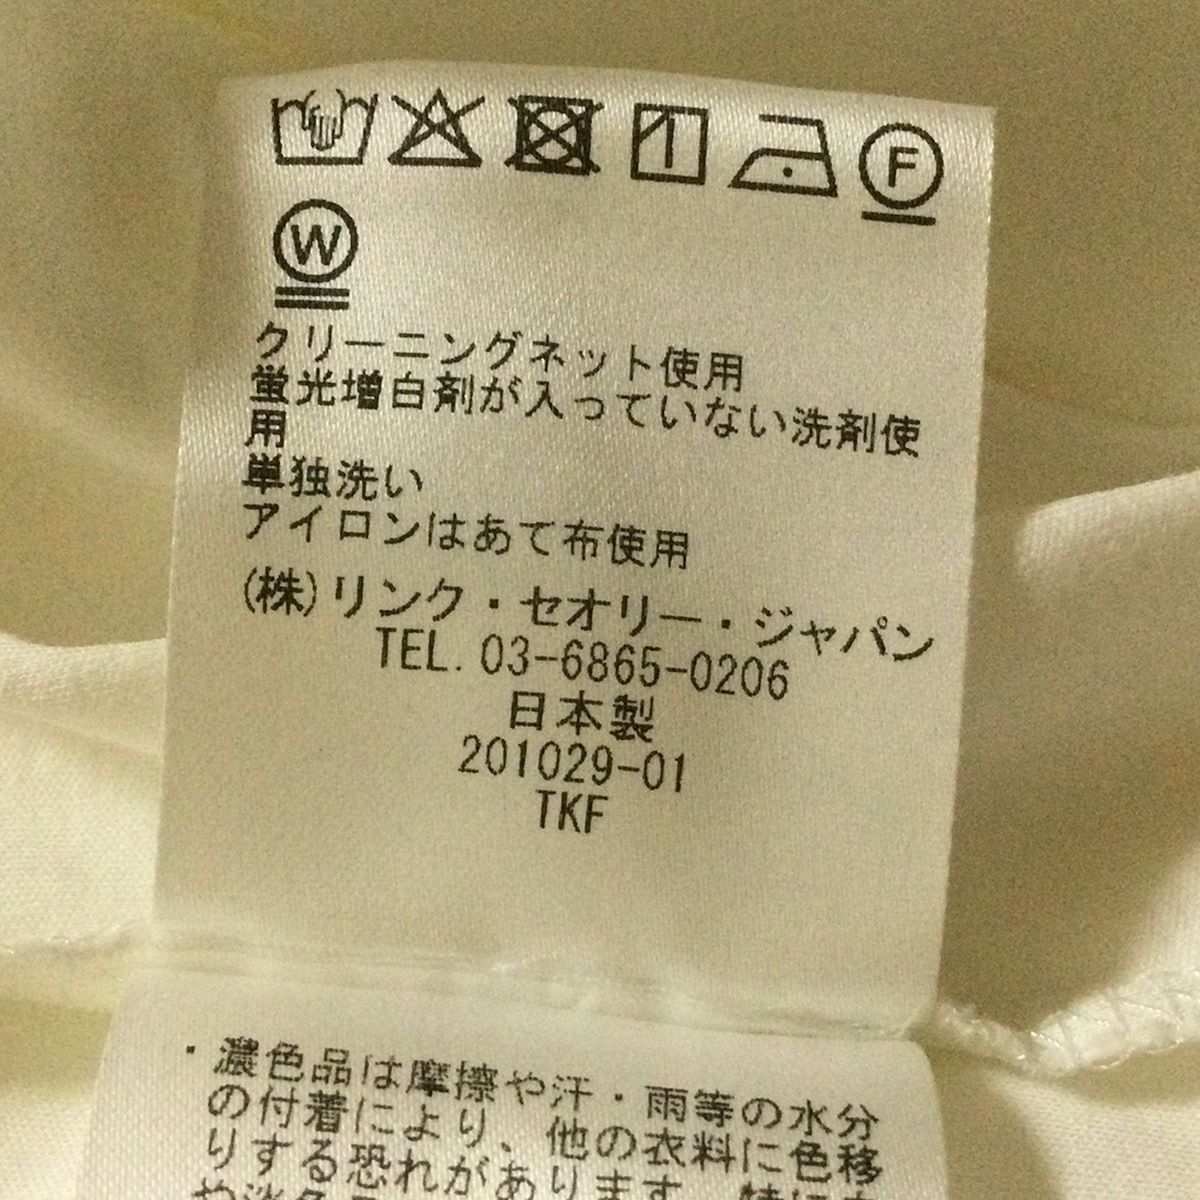 F
W
クリーニングネット使用
蛍光増白剤が入っていない洗剤使
用
単独洗い
アイロンはあて布使用
(株)リンク・セオリー・ジャパン
TEL. 03-6865-0206
日本製
201029-01
TKF
・濃色品は摩擦や汗・雨等の水分
の付着により、他の衣料に色移
りする恐れがあります。特に
や淡色